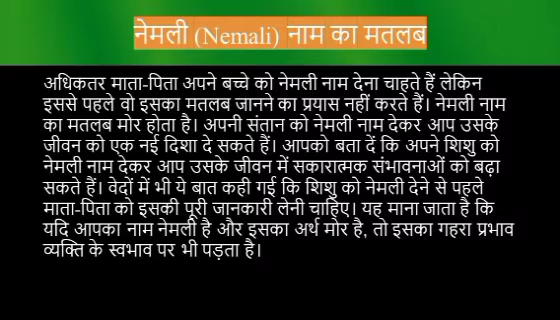 नेमली (Nemali) नाम का मतलब
अधिकतर माता-पिता अपने बच्चे को नेमली नाम देना चाहते हैं लेकिन
इससे पहले वो इसका मतलब जानने का प्रयास नहीं करते हैं। नेमली नाम
का मतलब मोर होता है। अपनी संतान को नेमली नाम देकर आप उसके
जीवन को एक नई दिशा दे सकते हैं। आपको बता दें कि अपने शिशु को
नेमली नाम देकर आप उसके जीवन में सकारात्मक संभावनाओं को बढ़ा
सकते हैं। वेदों में भी ये बात कही गई कि शिशु को नेमली देने से पहले
माता-पिता को इसकी पूरी जानकारी लेनी चाहिए। यह माना जाता है कि
यदि आपका नाम नेमली है और इसका अर्थ मोर है, तो इसका गहरा प्रभाव
व्यक्ति के स्वभाव पर भी पड़ता है।